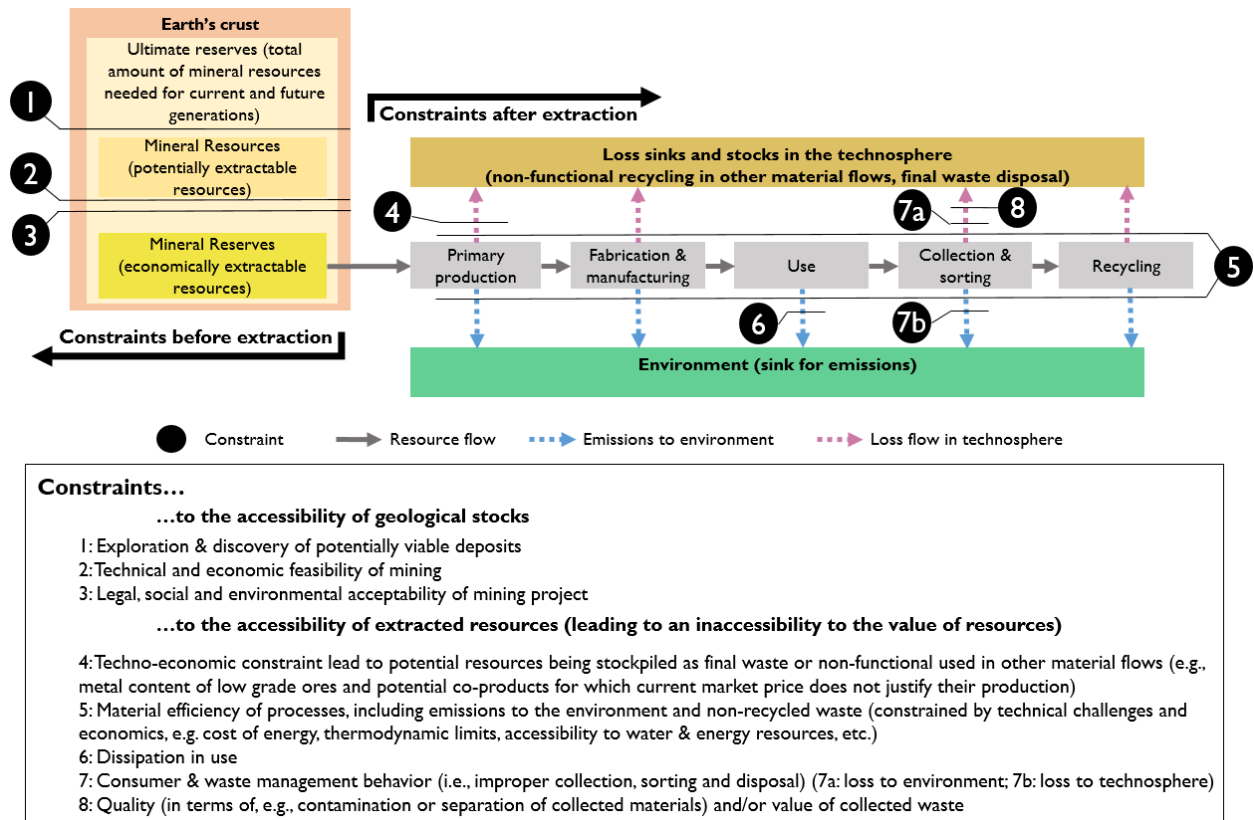 Earth's crust
Ultimate reserves (total
amount of mineral resources
needed for current and future
generations)
1
Mineral Resources
(potentially extractable
resources)
2
3
Mineral Reserves
(economically extractable
resources)
Constraints before extraction
Constraints after extraction
Loss sinks and stocks in the technosphere
(non-functional recycling in other material flows, final waste disposal)
4
7a
8
Primary
production
Fabrication &
manufacturing
Use
Collection &
sorting
Recycling
5
6
7b
Environment (sink for emissions)
Constraint
Resource flow
Emissions to environment
Loss flow in technosphere
Constraints…
…to the accessibility of geological stocks
1: Exploration & discovery of potentially viable deposits
2: Technical and economic feasibility of mining
3: Legal, social and environmental acceptability of mining project
…to the accessibility of extracted resources (leading to an inaccessibility to the value of resources)
4: Techno-economic constraint lead to potential resources being stockpiled as final waste or non-functional used in other material flows (e.g.,
metal content of low grade ores and potential co-products for which current market price does not justify their production)
5: Material efficiency of processes, including emissions to the environment and non-recycled waste (constrained by technical challenges and
economics, e.g. cost of energy, thermodynamic limits, accessibility to water & energy resources, etc.)
6: Dissipation in use
7: Consumer & waste management behavior (i.e., improper collection, sorting and disposal) (7a: loss to environment; 7b: loss to technosphere)
8: Quality (in terms of, e.g., contamination or separation of collected materials) and/or value of collected waste